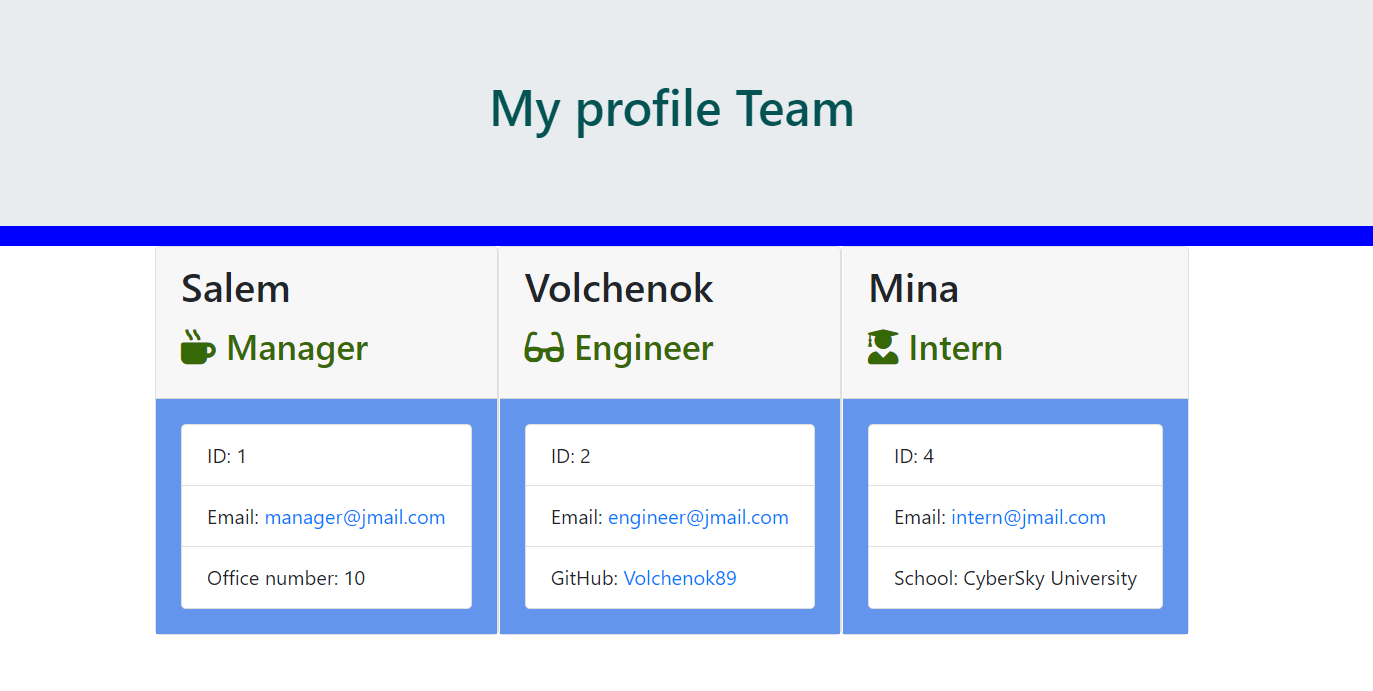 My profile Team
Salem
Manager
ID: 1
Email: manager@jmail.com
Office number: 10
Volchenok
Engineer
ID: 2
Email: engineer@jmail.com
GitHub: Volchenok89
Mina
Intern
ID: 4
Email: intern@jmail.com
School: CyberSky University